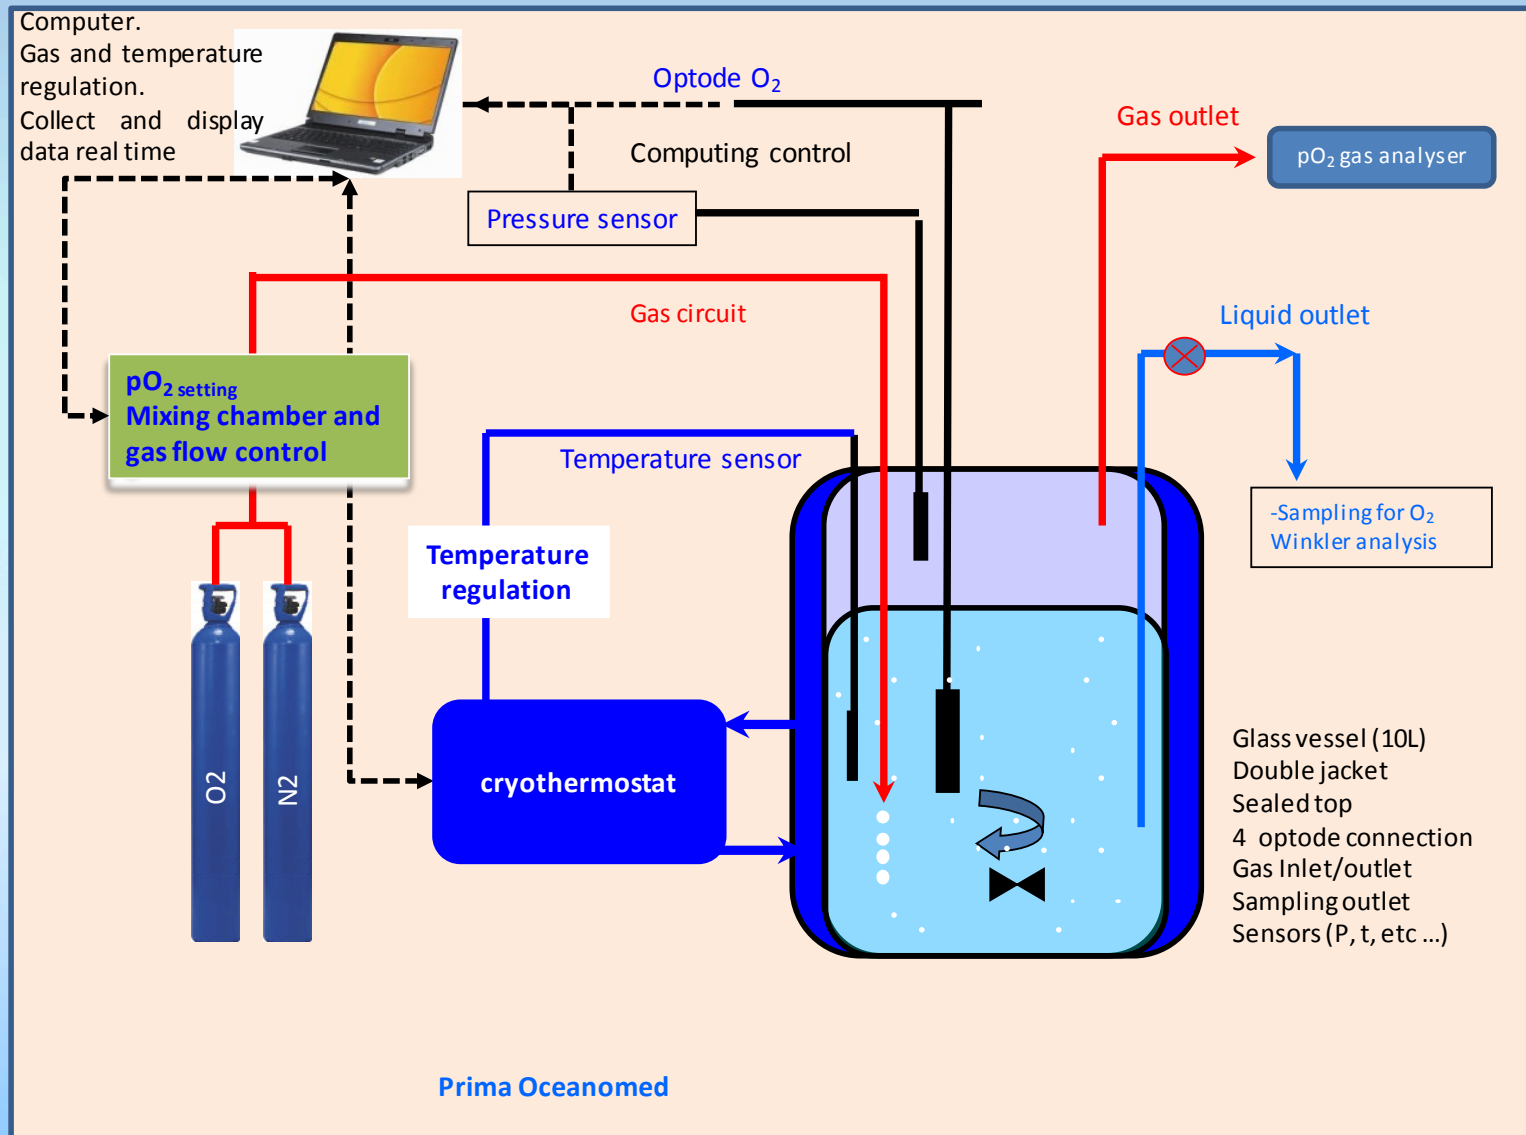 Computer.
Gas and temperature
regulation.
Collect and display
data real time
Optode O₂
Computing control
Pressure sensor
Gas outlet
pO₂ gas analyser
Gas circuit
Liquid outlet
pO₂ setting
Mixing chamber and
gas flow control
Temperature sensor
-Sampling for O₂
Winkler analysis
Temperature
regulation
O2
N2
cryothermostat
Glass vessel (10L)
Double jacket
Sealed top
4 optode connection
Gas Inlet/outlet
Sampling outlet
Sensors (P, t, etc ...)
Prima Oceanomed